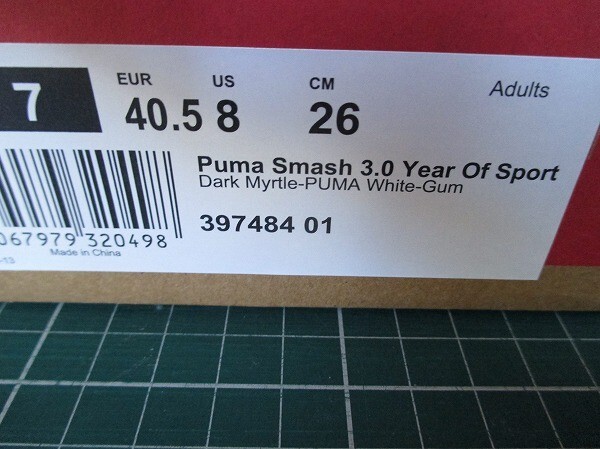 7
EUR US CM Adults
40.5 8 26
Puma Smash 3.0 Year Of Sport
Dark Myrtle-PUMA White-Gum
397484 01
067979 320498
Made in China
-13